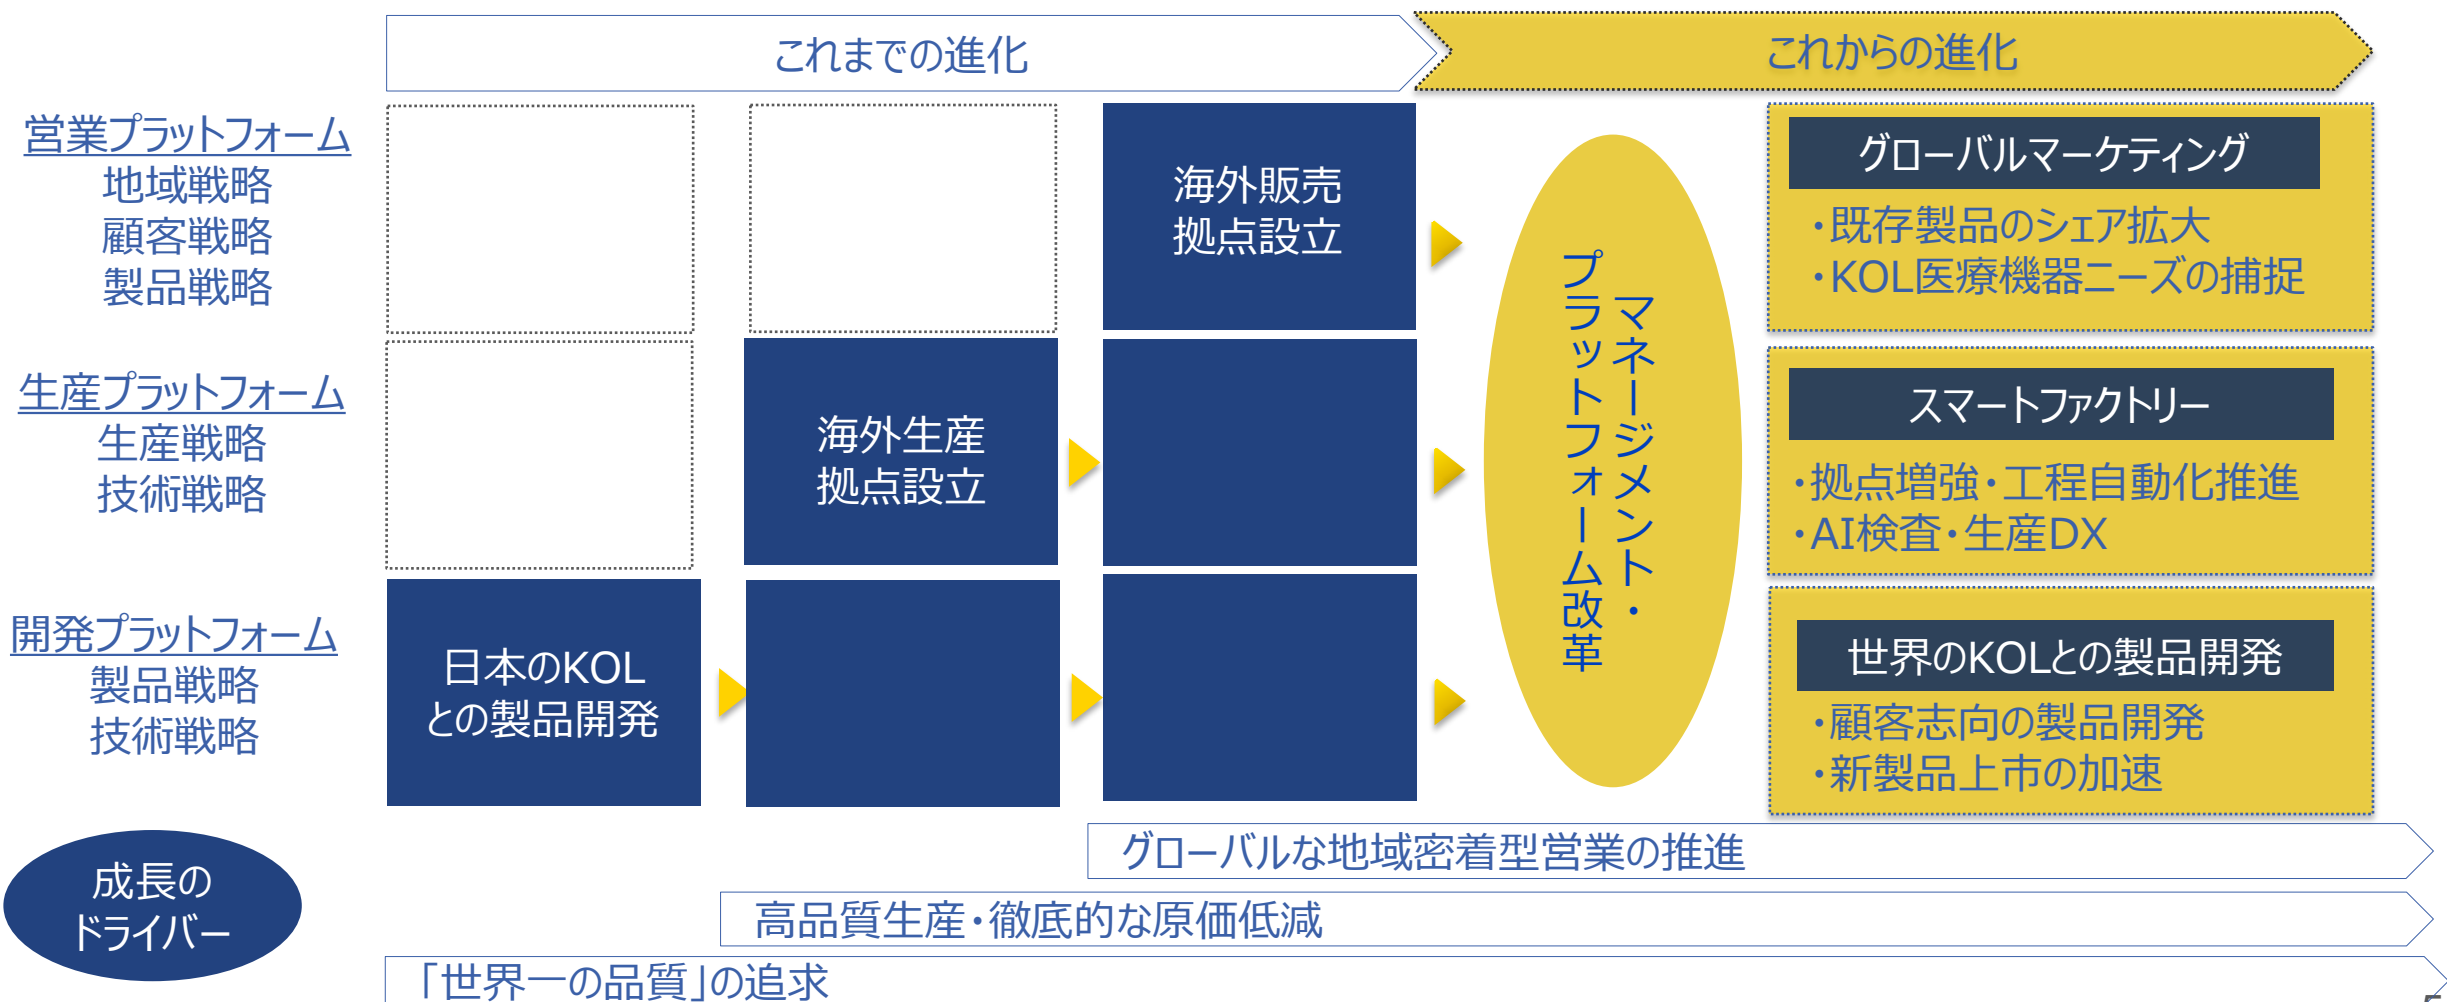 これまでの進化
これからの進化
営業プラットフォーム
地域戦略
顧客戦略
製品戦略
海外販売
拠点設立
グローバルマーケティング
・既存製品のシェア拡大
・KOL医療機器ニーズの捕捉
生産プラットフォーム
生産戦略
技術戦略
海外生産
拠点設立
マネージメント・
プラットフォーム改革
スマートファクトリー
・拠点増強・工程自動化推進
・AI検査・生産DX
開発プラットフォーム
製品戦略
技術戦略
日本のKOL
との製品開発
世界のKOLとの製品開発
・顧客志向の製品開発
・新製品上市の加速
成長の
ドライバー
グローバルな地域密着型営業の推進
高品質生産・徹底的な原価低減
「世界一の品質」の追求